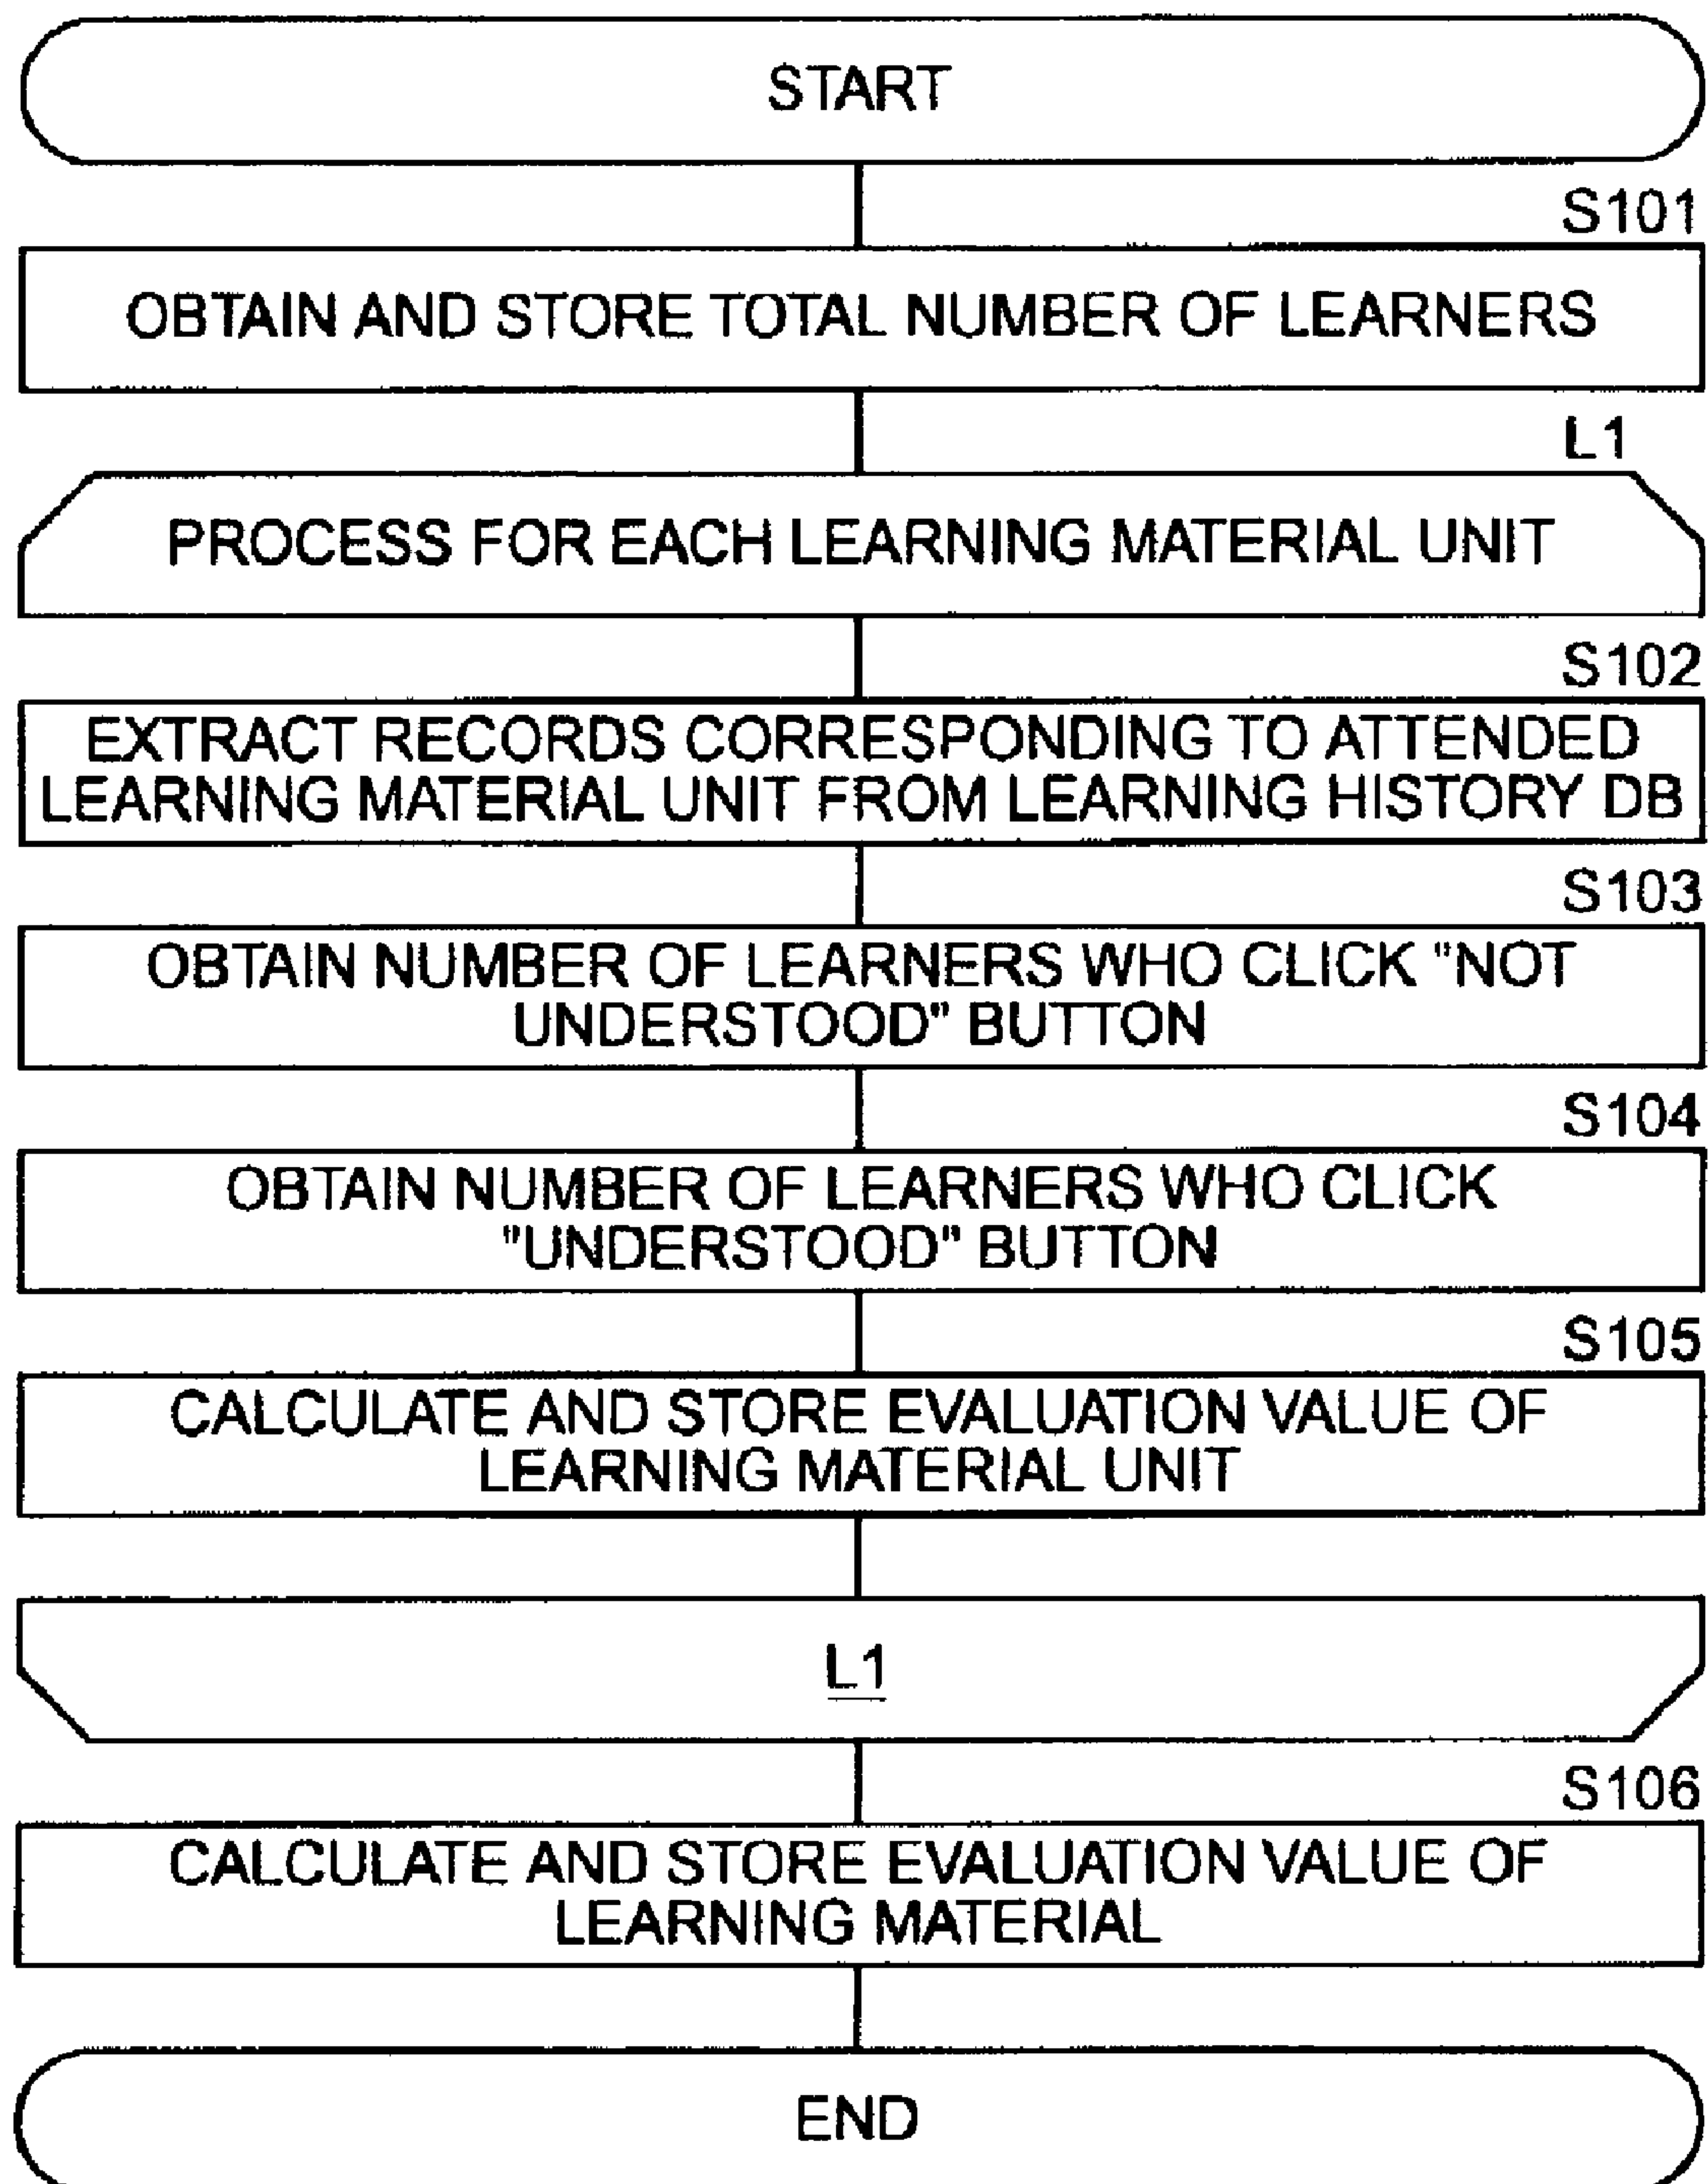 START
S101
OBTAIN AND STORE TOTAL NUMBER OF LEARNERS
L1
PROCESS FOR EACH LEARNING MATERIAL UNIT
S102
EXTRACT RECORDS CORRESPONDING TO ATTENDED
LEARNING MATERIAL UNIT FROM LEARNING HISTORY DB
S103
OBTAIN NUMBER OF LEARNERS WHO CLICK "NOT
UNDERSTOOD" BUTTON
S104
OBTAIN NUMBER OF LEARNERS WHO CLICK
"UNDERSTOOD" BUTTON
S105
CALCULATE AND STORE EVALUATION VALUE OF
LEARNING MATERIAL UNIT
L1
S106
CALCULATE AND STORE EVALUATION VALUE OF
LEARNING MATERIAL
END